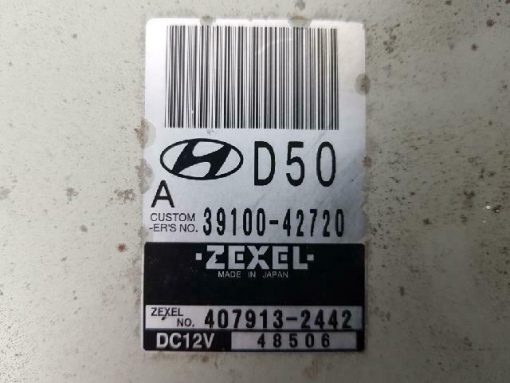 D50
A
CUSTOM
-ER'S NO. 39100-42720
·ZEXEL·
MADE IN JAPAN
ZEXEL
NO. 407913-2442
DC12V 48506